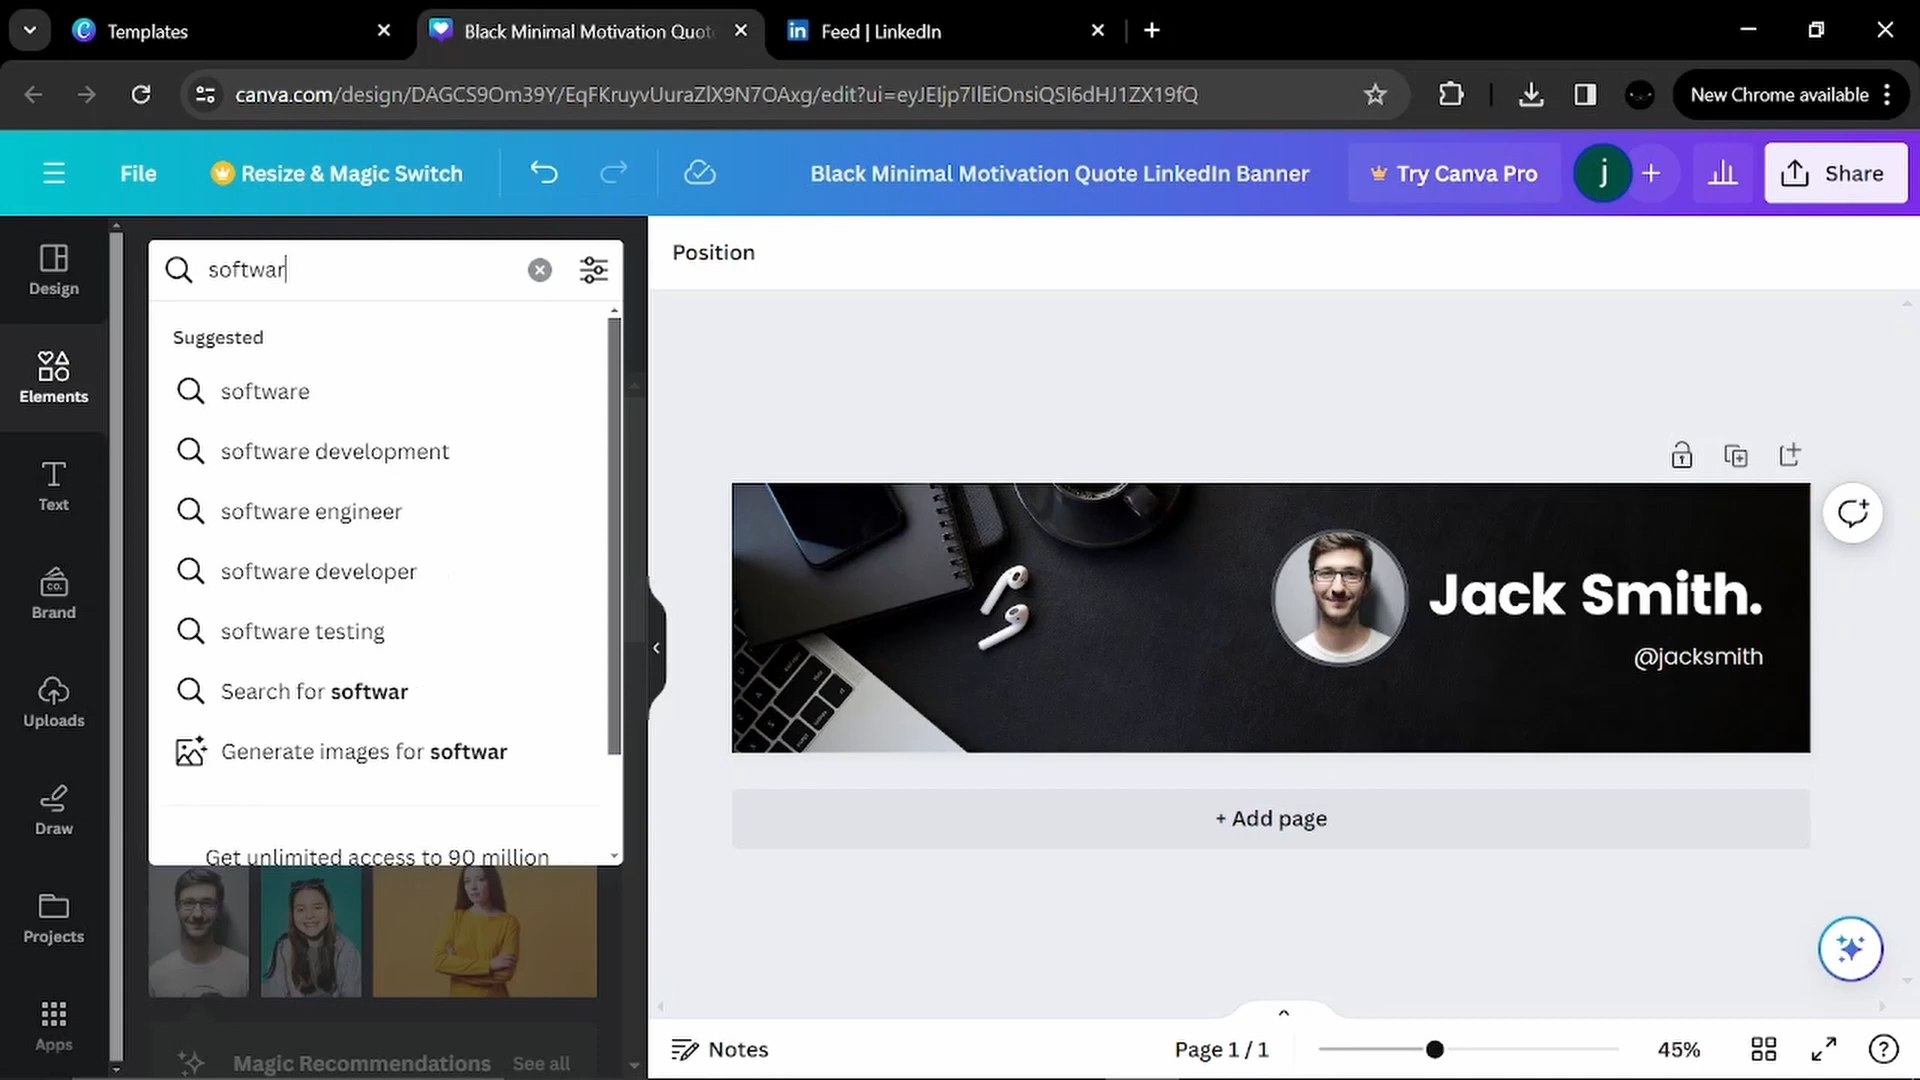 Templates
Black Minimal Motivation Quot
Feed | LinkedIn
canva.com/design/DAGCS9Om39Y/EqFKruyvUuraZlX9N7OAxg/edit?ui=eyJEIjp7IlEiOnsiQSI6dHJ1ZX19fQ
New Chrome available
File
Resize & Magic Switch
Black Minimal Motivation Quote LinkedIn Banner
Try Canva Pro
j
Share
Design
Elements
Text
CO.
Brand
Uploads
Draw
Projects
Apps
softwar
Suggested
software
software development
software engineer
software developer
software testing
Search for softwar
Generate images for softwar
Get unlimited access to 90 million
Magic Recommendations
See all
Position
Jack Smith.
@jacksmith
+ Add page
Notes
Page 1 / 1
45%